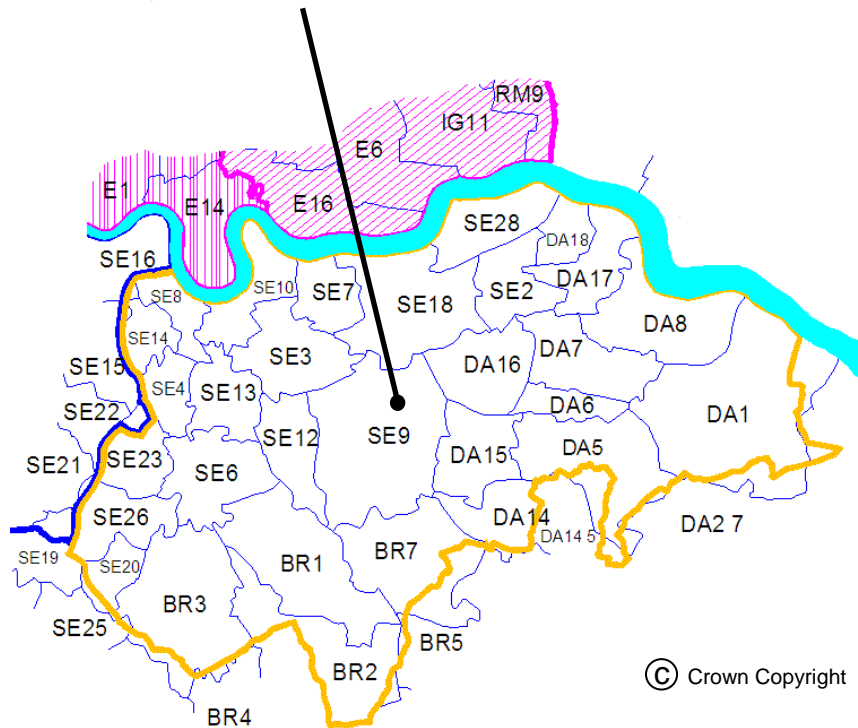 RM9
IG11
E6
E1
E14
E16
SE28
DA18
SE16
SE8
SE10
SE7
SE18
SE2
DA17
SE14
DA8
SE3
DA7
SE15
SE4
SE13
DA16
SE22
DA6
DA1
SE12
SE9
SE21
SE23
SE6
DA15
DA5
SE26
DA14
DA2 7
SE19
SE20
BR1
BR7
DA14 5
BR3
SE25
BR5
BR2
© Crown Copyright
BR4